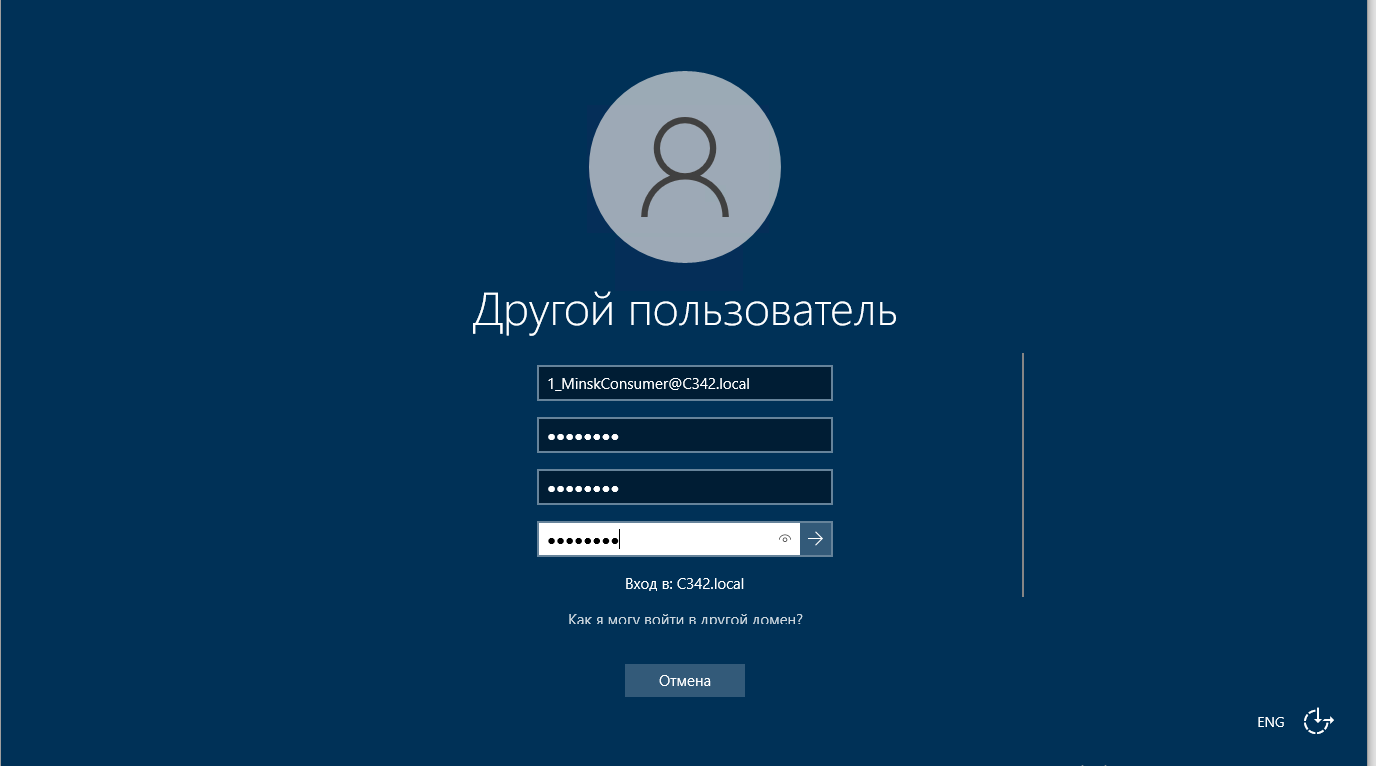 Другой пользователь
1_MinskConsumer@C342.local
●●●●●●●●
●●●●●●●●
●●●●●●●●
Вход в: C342.local
Как я могу войти в другой домен?
Отмена
ENG